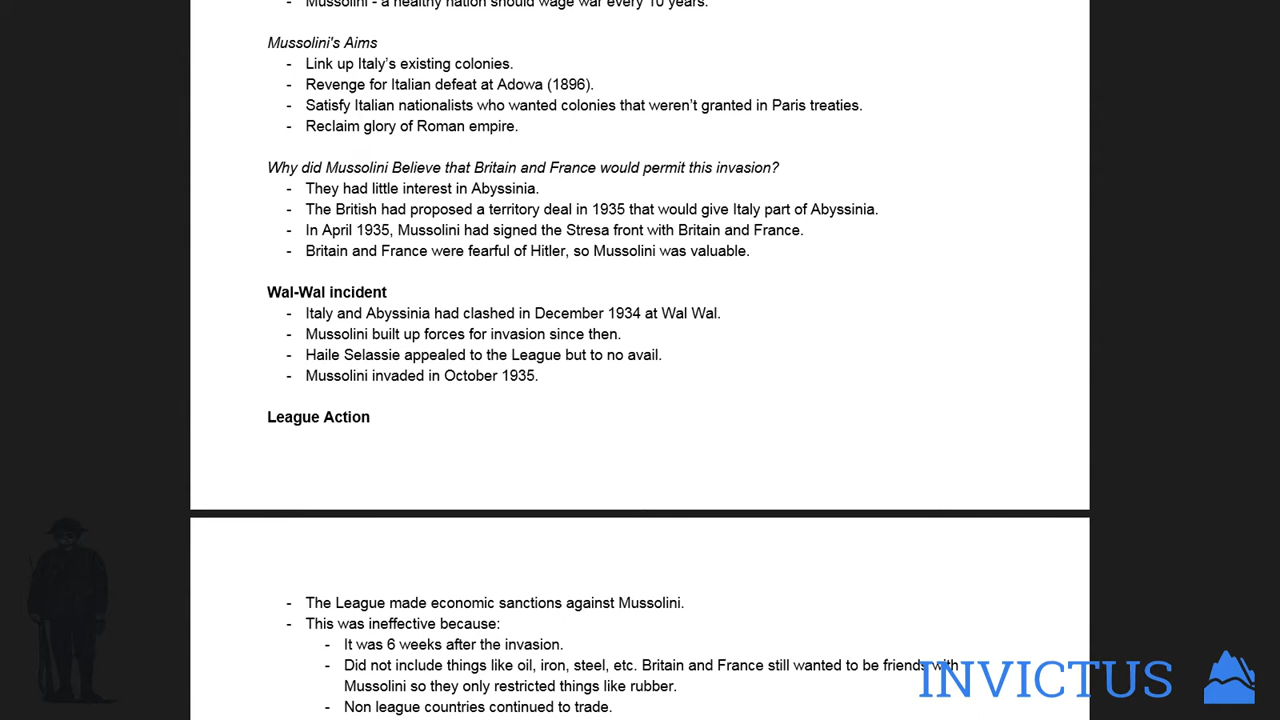 - Mussolini - a healthy nation should wage war every 10 years.
Mussolini's Aims
- Link up Italy's existing colonies.
- Revenge for Italian defeat at Adowa (1896).
- Satisfy Italian nationalists who wanted colonies that weren't granted in Paris treaties.
- Reclaim glory of Roman empire.
Why did Mussolini Believe that Britain and France would permit this invasion?
- They had little interest in Abyssinia.
- The British had proposed a territory deal in 1935 that would give Italy part of Abyssinia.
- In April 1935, Mussolini had signed the Stresa front with Britain and France.
- Britain and France were fearful of Hitler, so Mussolini was valuable.
Wal-Wal incident
- Italy and Abyssinia had clashed in December 1934 at Wal Wal.
- Mussolini built up forces for invasion since then.
- Haile Selassie appealed to the League but to no avail.
- Mussolini invaded in October 1935.
League Action
- The League made economic sanctions against Mussolini.
- This was ineffective because:
- It was 6 weeks after the invasion.
- Did not include things like oil, iron, steel, etc. Britain and France still wanted to be friends with
Mussolini so they only restricted things like rubber.
- Non league countries continued to trade.
INVICTUS